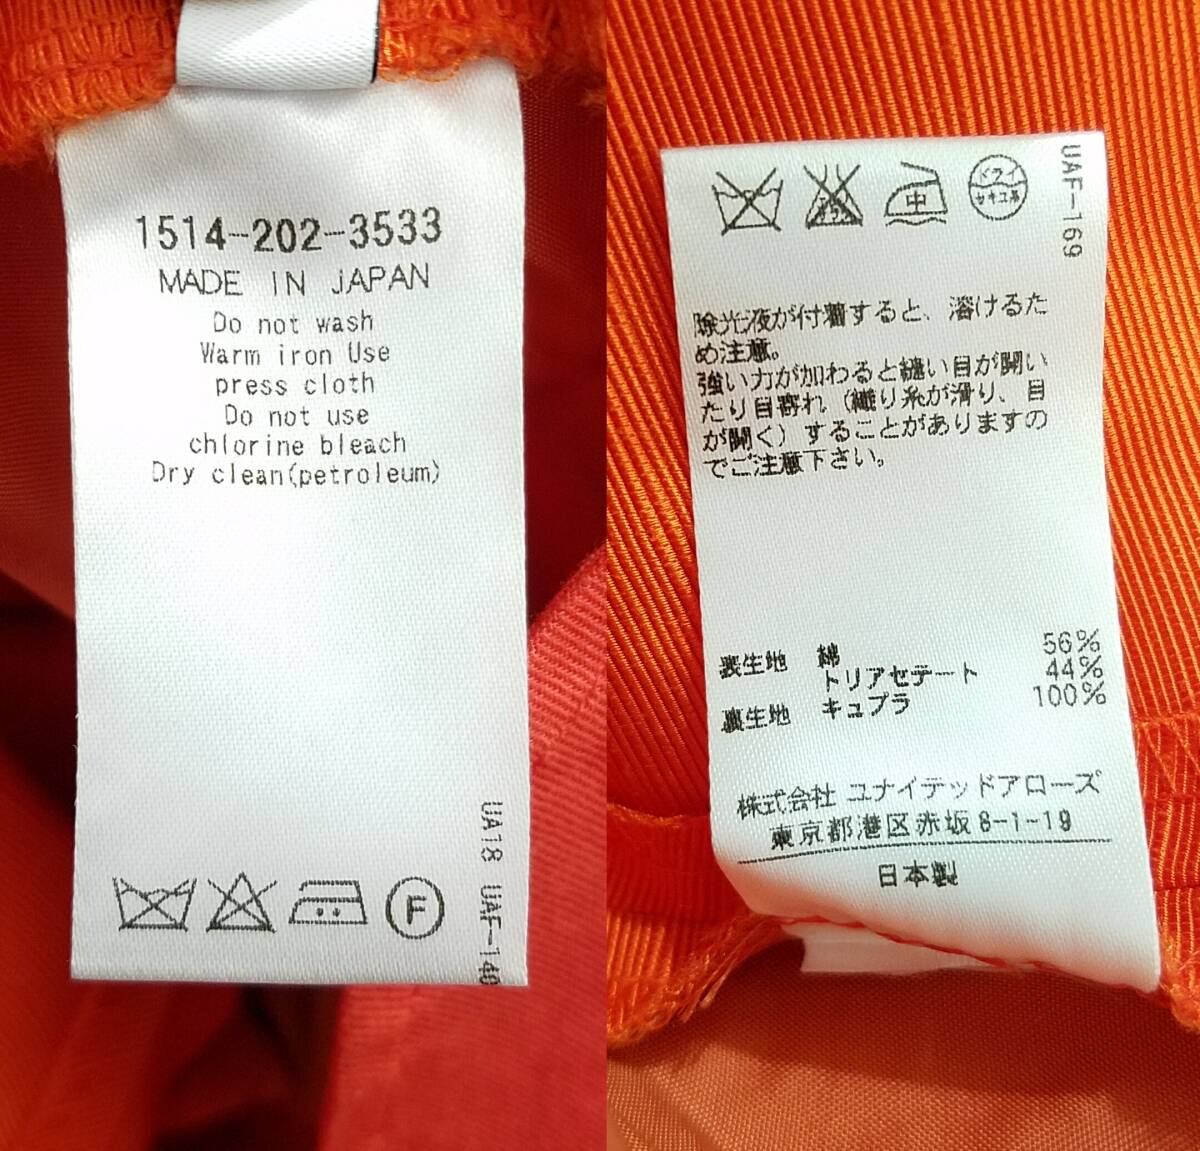 1514-202-3533
MADE IN JAPAN
Do not wash
Warm iron Use
press cloth
Do not use
chlorine bleach
Dry clean(petroleum)
F
UA18 UAF-140
中
ドライ
セキユ系
UAF-169
除光液が付着すると、溶けるた
め注意。
強い力が加わると縫い目が開い
たり目寄れ（織り糸が滑り、目
が開く）することがありますの
でご注意下さい。
表生地 綿 56%
トリアセテート 44%
裏生地 キュプラ 100%
株式会社 ユナイテッドアローズ
東京都港区赤坂8-1-19
日本製